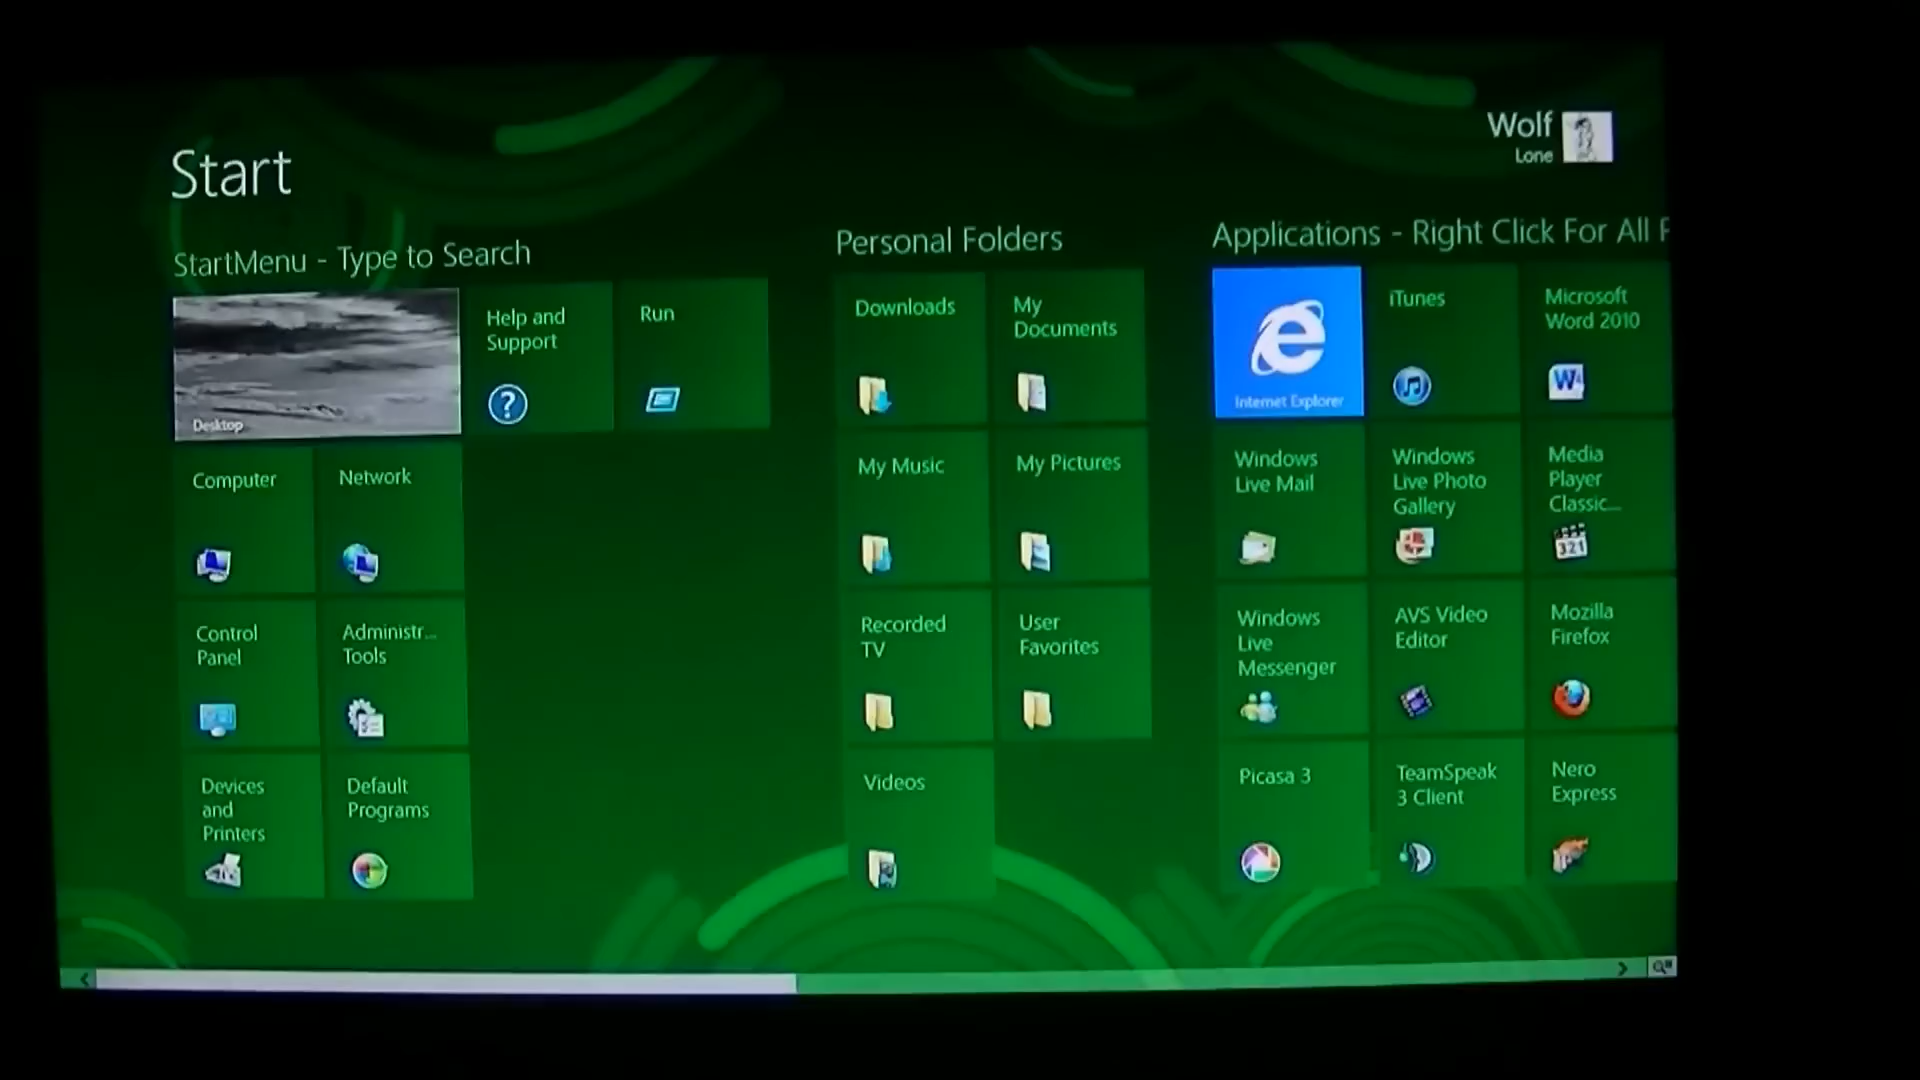 Start
Wolf
Lone
StartMenu - Type to Search
Desktop
Help and
Support
?
Run
Computer
Network
Control
Panel
Administr...
Tools
Devices
and
Printers
Default
Programs
Personal Folders
Downloads
My
Documents
My Music
My Pictures
Recorded
TV
User
Favorites
Videos
Applications - Right Click For All
Internet Explorer
iTunes
Microsoft
Word 2010
W
Windows
Live Mail
Windows
Live Photo
Gallery
Media
Player
Classic...
321
Windows
Live
Messenger
AVS Video
Editor
Mozilla
Firefox
Picasa 3
TeamSpeak
3 Client
Nero
Express